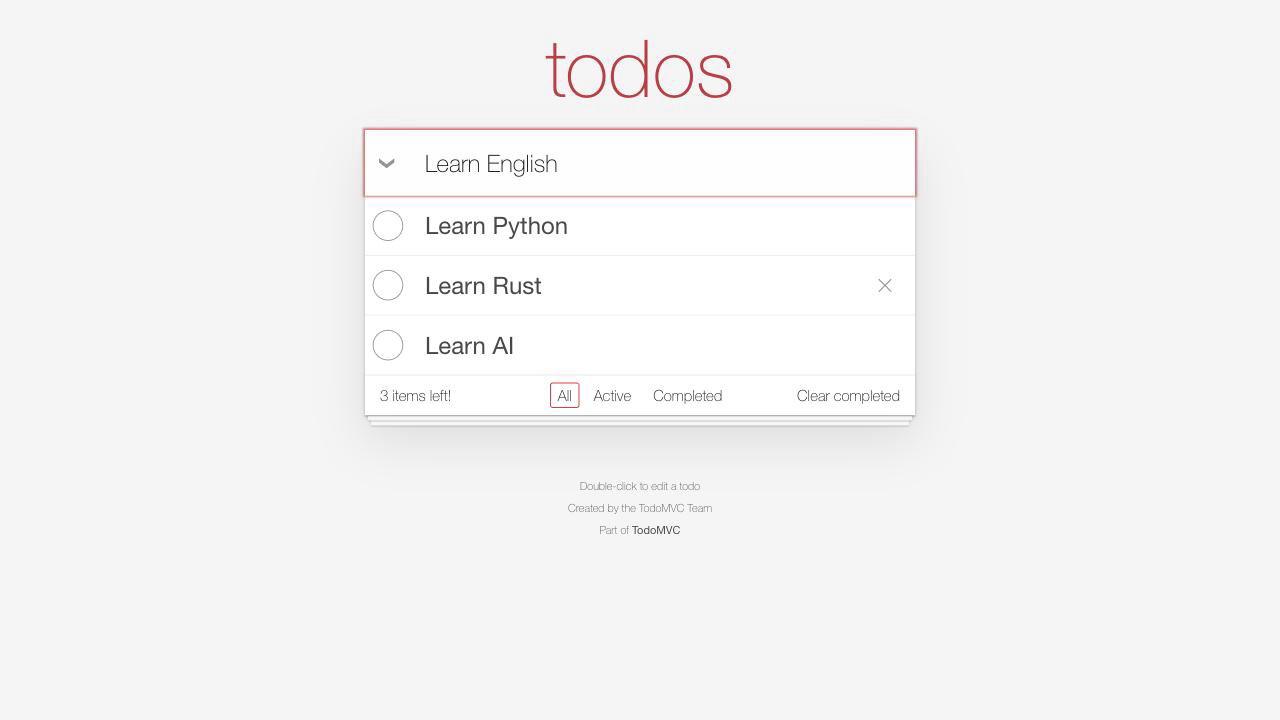 todos
Learn English
Learn Python
Learn Rust
Learn AI
3 items left! All Active Completed Clear completed
Double-click to edit a todo
Created by the TodoMVC Team
Part of TodoMVC